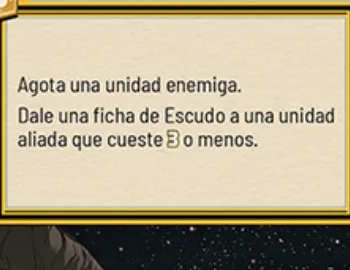 Agota una unidad enemiga.
Dale una ficha de Escudo a una unidad
aliada que cueste 3 o menos.